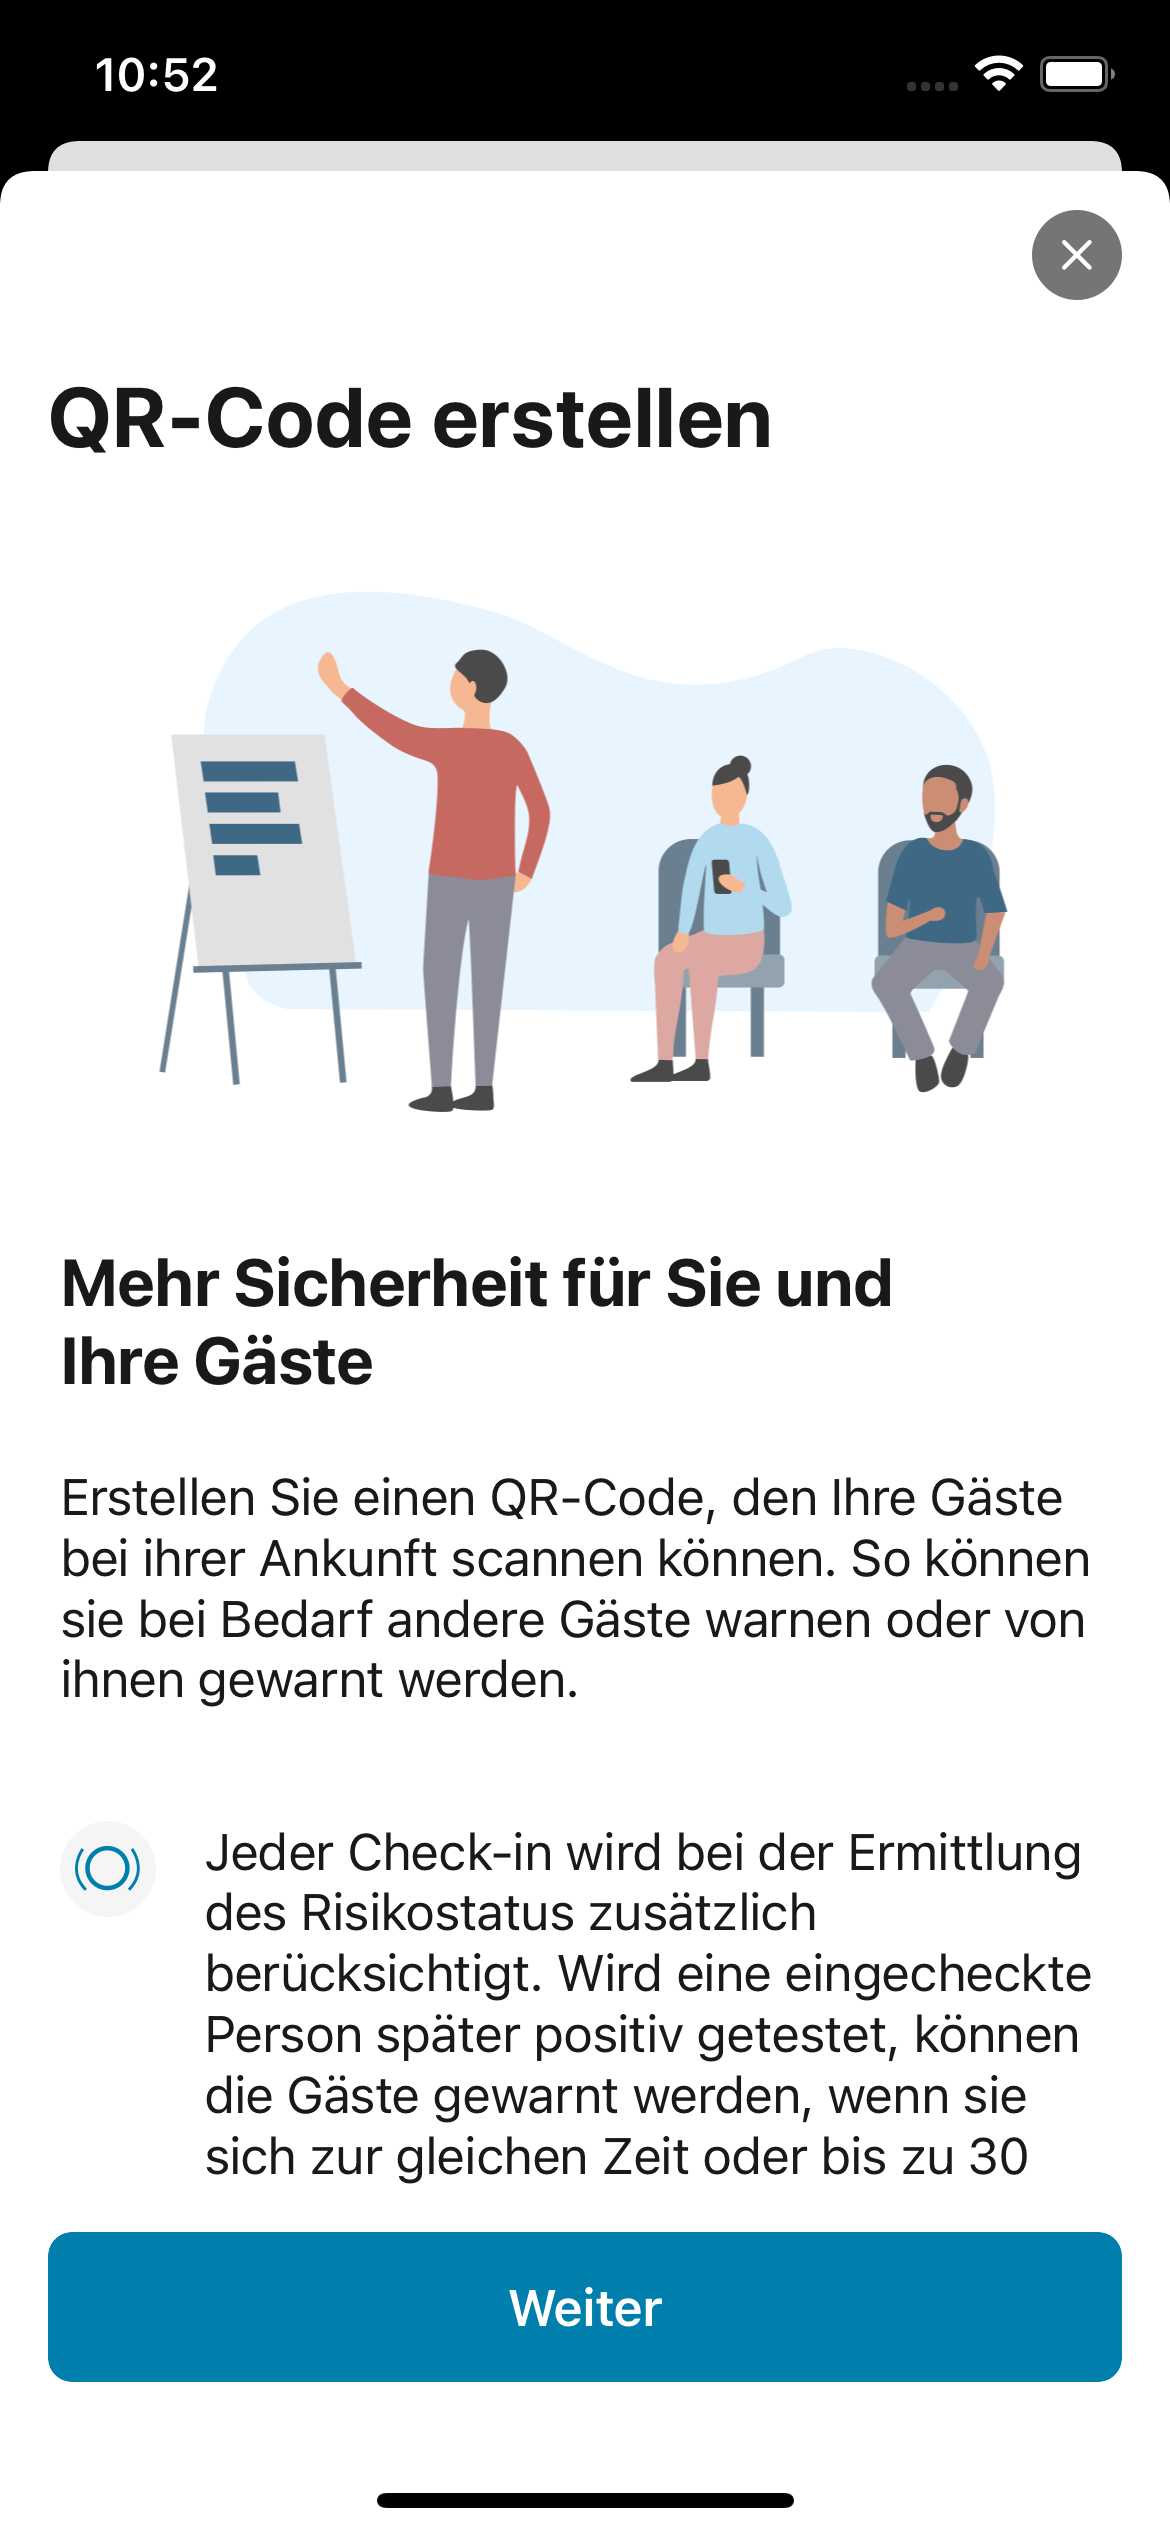 10:52
QR-Code erstellen
Mehr Sicherheit für Sie und
Ihre Gäste
Erstellen Sie einen QR-Code, den Ihre Gäste
bei ihrer Ankunft scannen können. So können
sie bei Bedarf andere Gäste warnen oder von
ihnen gewarnt werden.
Jeder Check-in wird bei der Ermittlung
des Risikostatus zusätzlich
berücksichtigt. Wird eine eingecheckte
Person später positiv getestet, können
die Gäste gewarnt werden, wenn sie
sich zur gleichen Zeit oder bis zu 30
Weiter